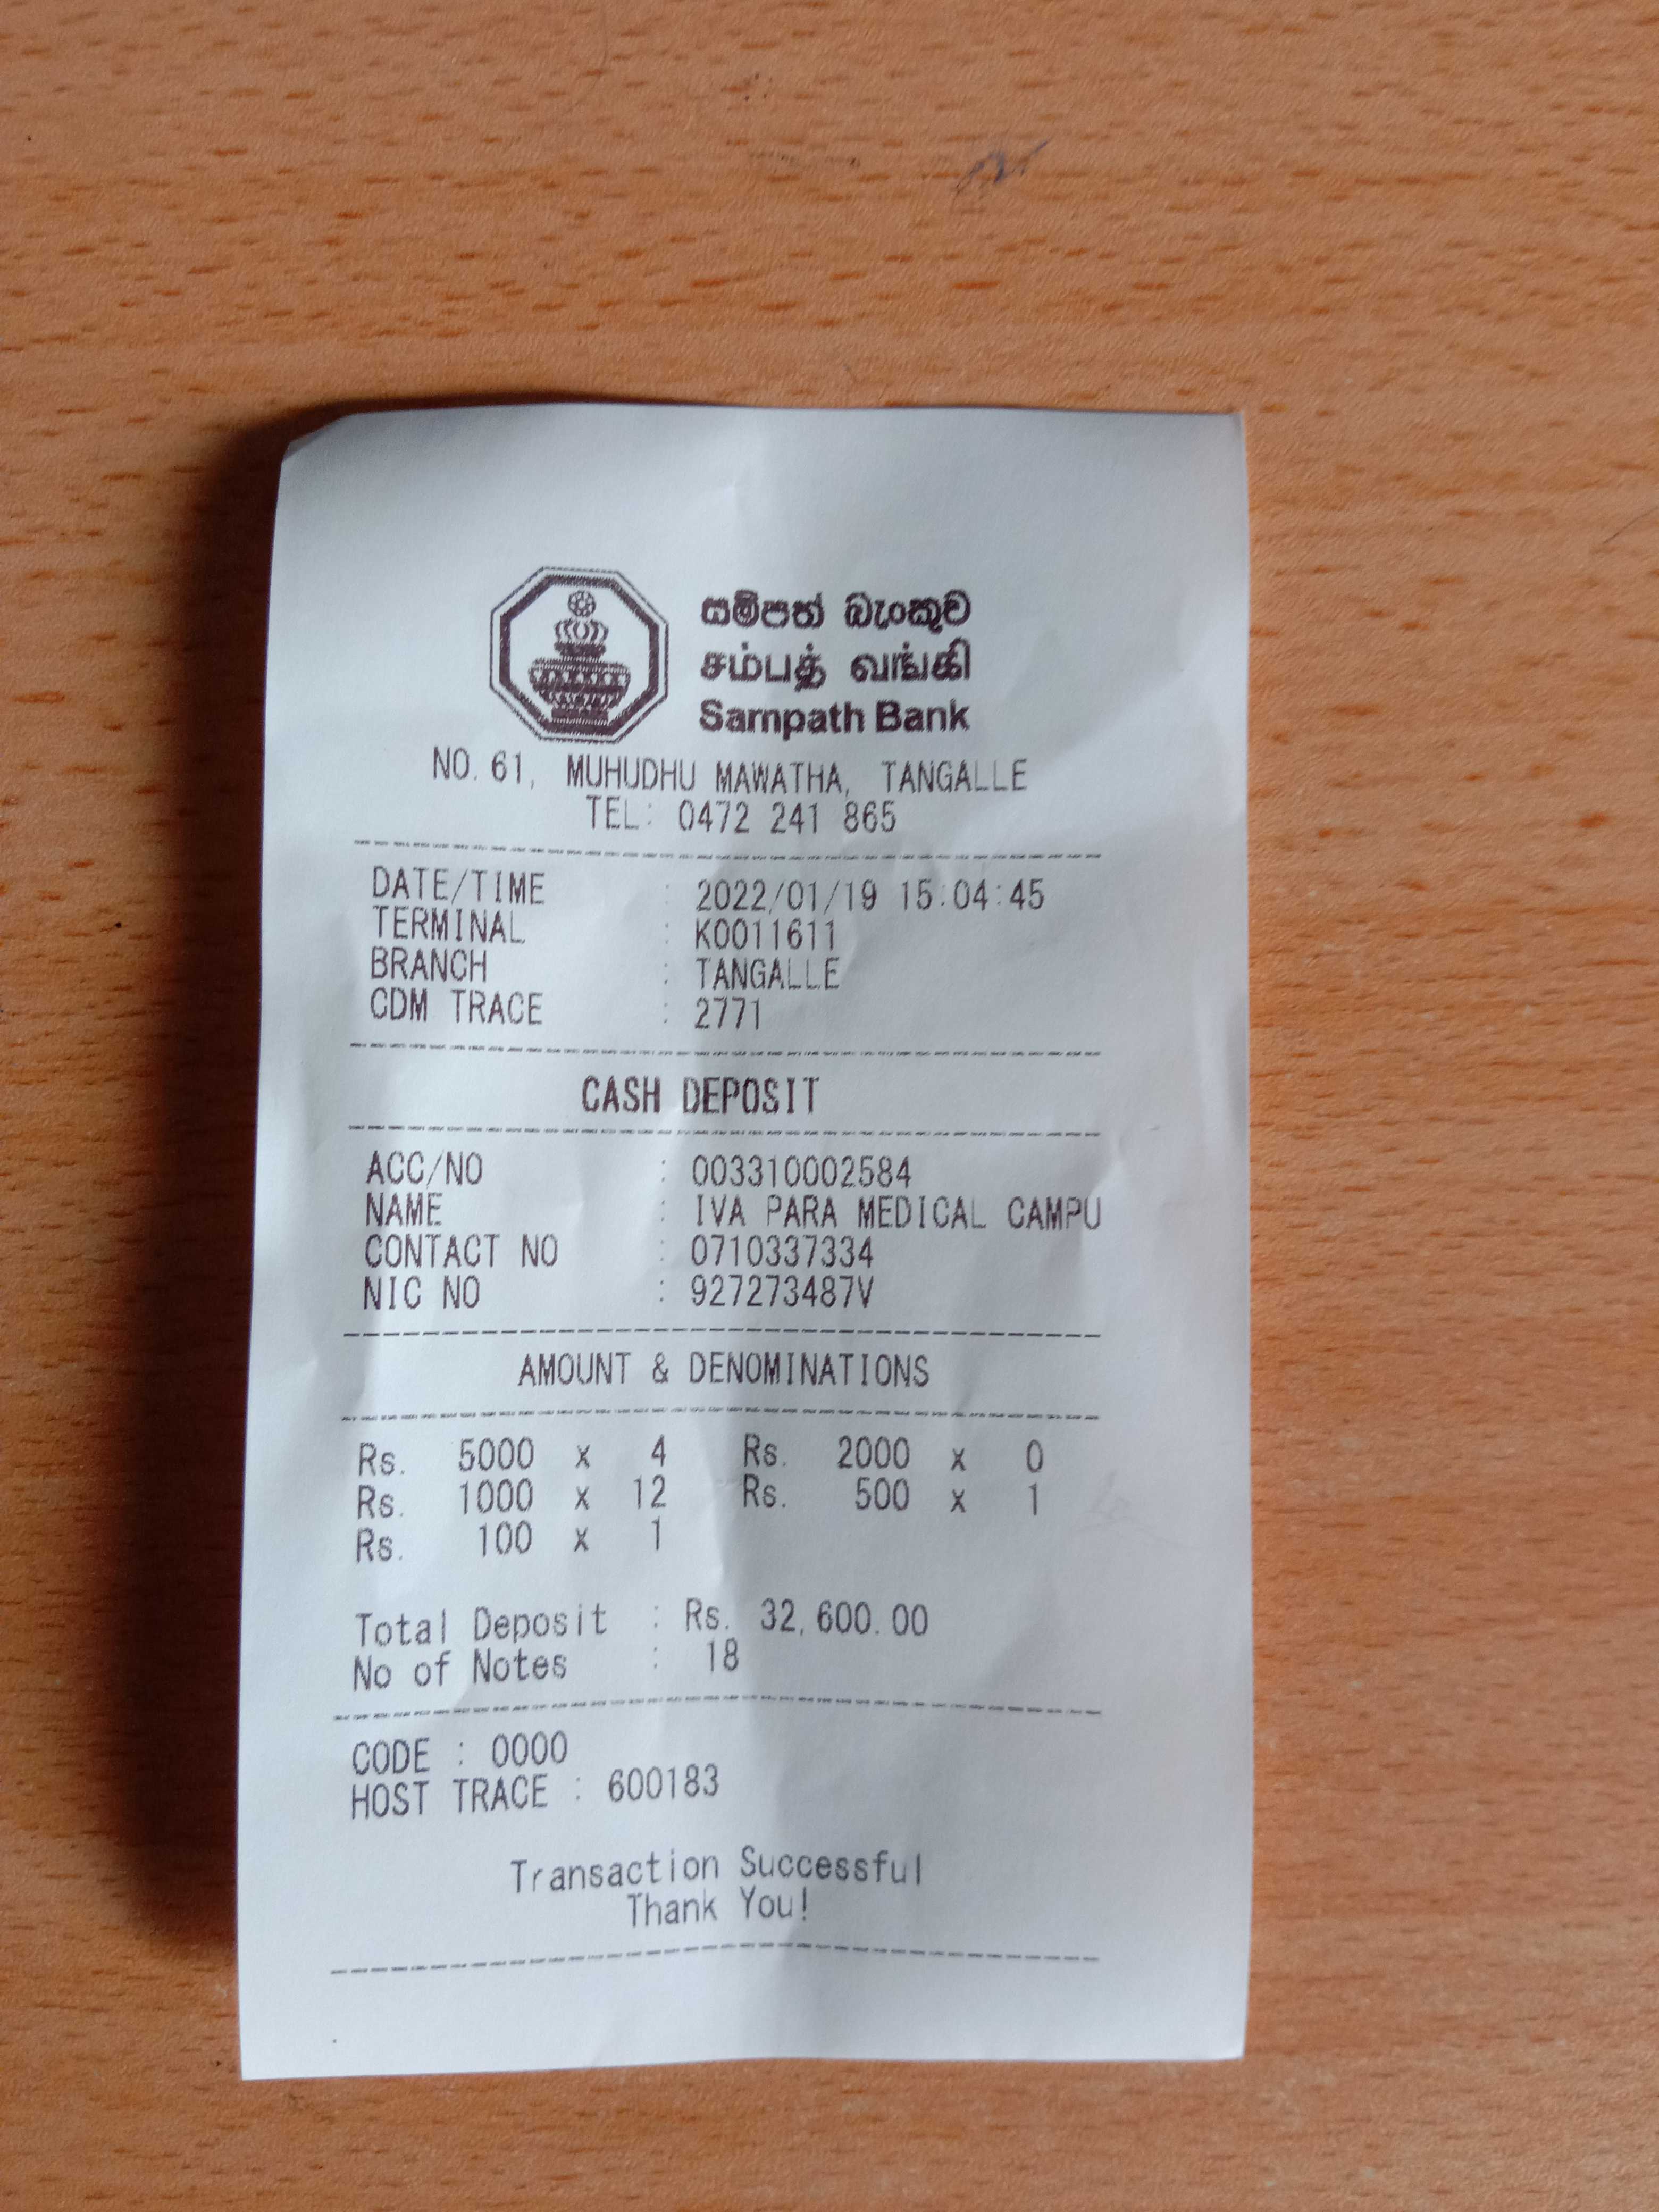 සම්පත් බැංකුව
சம்பத் வங்கி
Sampath Bank
NO. 61, MUHUDHU MAWATHA, TANGALLE
TEL: 0472 241 865
DATE/TIME : 2022/01/19 15:04:45
TERMINAL : K0011611
BRANCH : TANGALLE
CDM TRACE : 2771
CASH DEPOSIT
ACC/NO : 003310002584
NAME : IVA PARA MEDICAL CAMPU
CONTACT NO : 0710337334
NIC NO : 927273487V
AMOUNT & DENOMINATIONS
Rs. 5000 x 4 Rs. 2000 x 0
Rs. 1000 x 12 Rs. 500 x 1
Rs. 100 x 1
Total Deposit : Rs. 32,600.00
No of Notes : 18
CODE : 0000
HOST TRACE : 600183
Transaction Successful
Thank You!